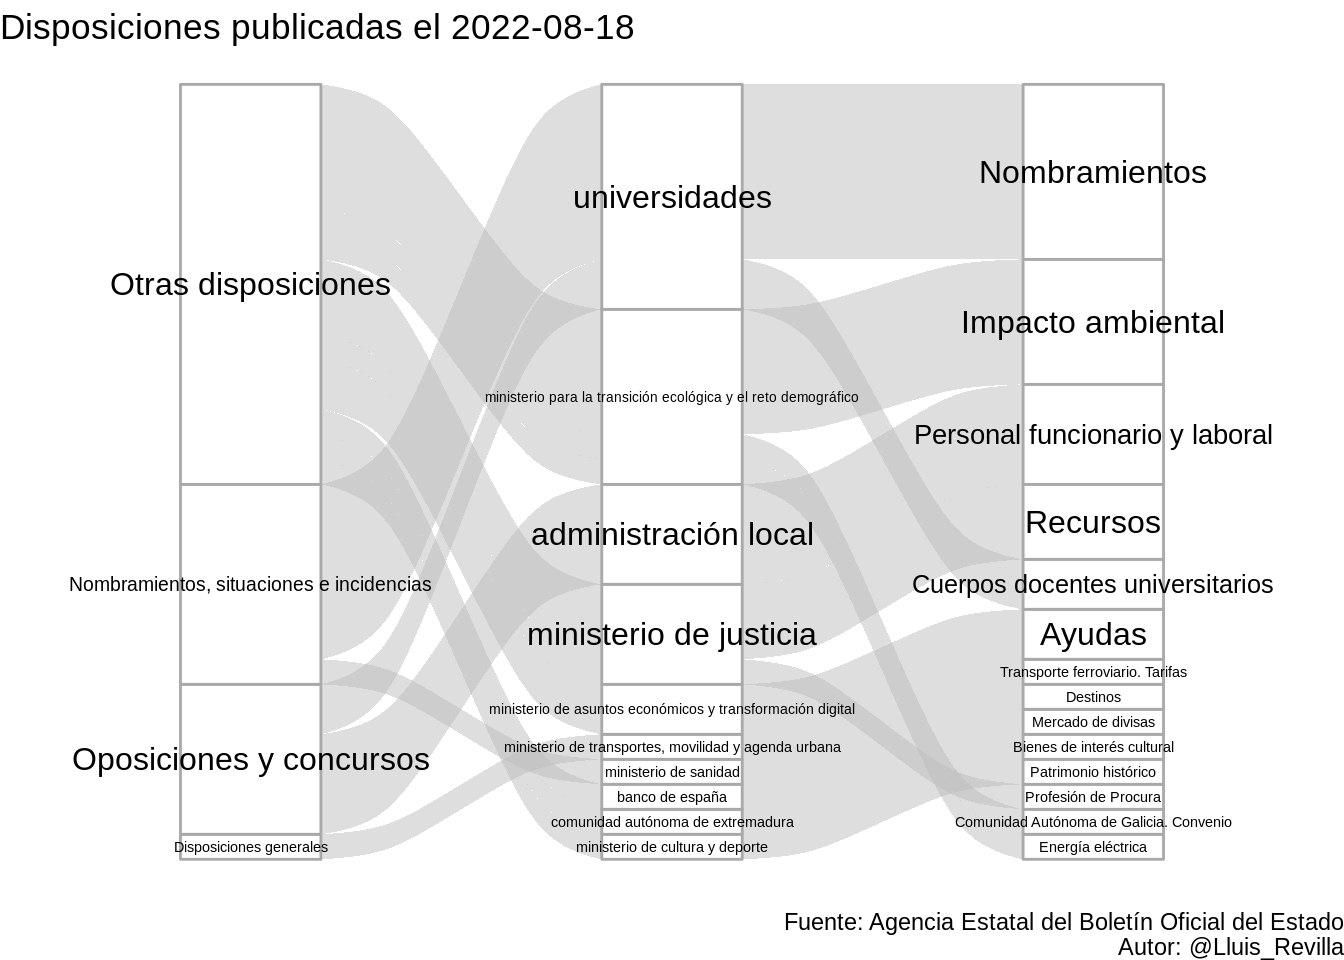 Disposiciones publicadas el 2022-08-18
Otras disposiciones
Nombramientos, situaciones e incidencias
Oposiciones y concursos
Disposiciones generales
universidades
ministerio para la transición ecológica y el reto demográfico
administración local
ministerio de justicia
ministerio de asuntos económicos y transformación digital
ministerio de transportes, movilidad y agenda urbana
ministerio de sanidad
banco de españa
comunidad autónoma de extremadura
ministerio de cultura y deporte
Nombramientos
Impacto ambiental
Personal funcionario y laboral
Recursos
Cuerpos docentes universitarios
Ayudas
Transporte ferroviario. Tarifas
Destinos
Mercado de divisas
Bienes de interés cultural
Patrimonio histórico
Profesión de Procura
Comunidad Autónoma de Galicia. Convenio
Energía eléctrica
Fuente: Agencia Estatal del Boletín Oficial del Estado
Autor: @Lluis_Revilla